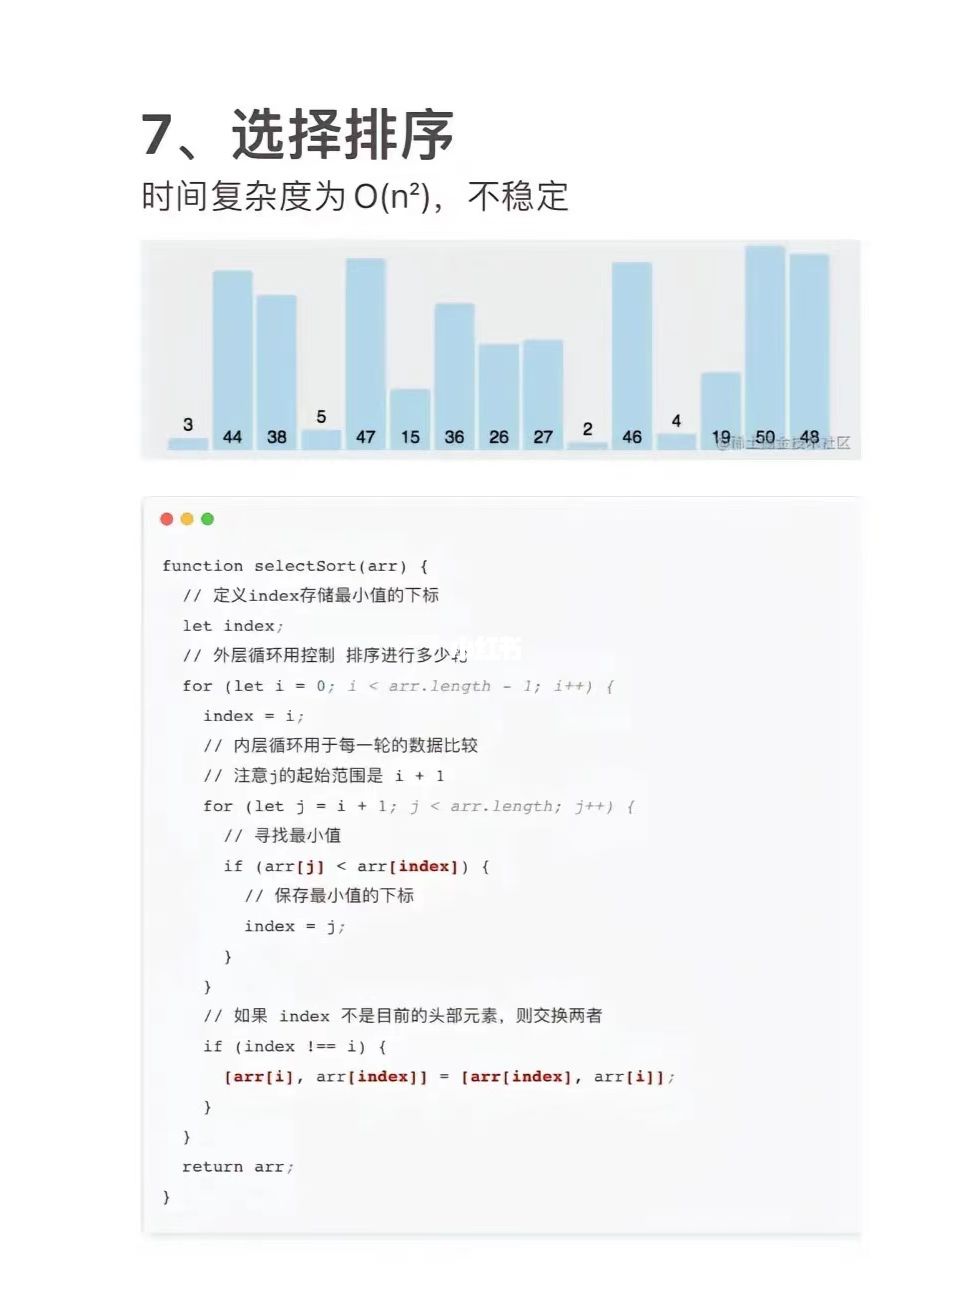 7、选择排序
时间复杂度为 O(n²)，不稳定
3 44 38 5 47 15 36 26 27 2 46 4 19 50 48
@稀土掘金技术社区
function selectSort(arr) {
// 定义index存储最小值的下标
let index;
// 外层循环用控制 排序进行多少轮
for (let i = 0; i < arr.length - 1; i++) {
index = i;
// 内层循环用于每一轮的数据比较
// 注意j的起始范围是 i + 1
for (let j = i + 1; j < arr.length; j++) {
// 寻找最小值
if (arr[j] < arr[index]) {
// 保存最小值的下标
index = j;
}
}
// 如果 index 不是目前的头部元素，则交换两者
if (index !== i) {
[arr[i], arr[index]] = [arr[index], arr[i]];
}
}
return arr;
}
小红书